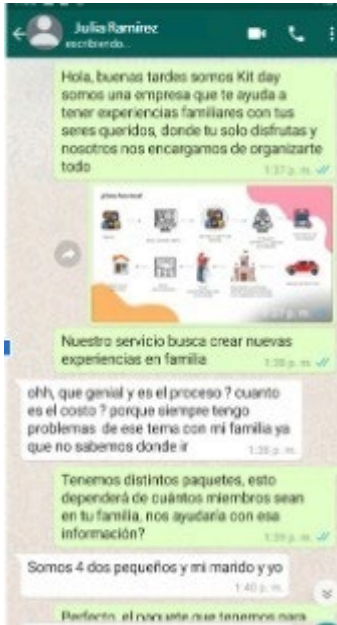 Julia Ramírez
escribiendo...
Hola, buenas tardes somos Kit day
somos una empresa que te ayuda a
tener experiencias familiares con tus
seres queridos, donde tu solo disfrutas y
nosotros nos encargamos de organizarte
todo
1:37 p. m.
Nuestro servicio busca crear nuevas
experiencias en familia
1:38 p. m.
ohh, que genial y es el proceso ? cuanto
es el costo ? porque siempre tengo
problemas de ese tema con mi familia ya
que no sabemos donde ir
1:38 p. m.
Tenemos distintos paquetes, esto
dependerá de cuántos miembros sean
en tu familia, nos ayudaría con esa
información?
1:39 p. m.
Somos 4 dos pequeños y mi marido y yo
1:40 p. m.
Perfecto, el paquete que tenemos para